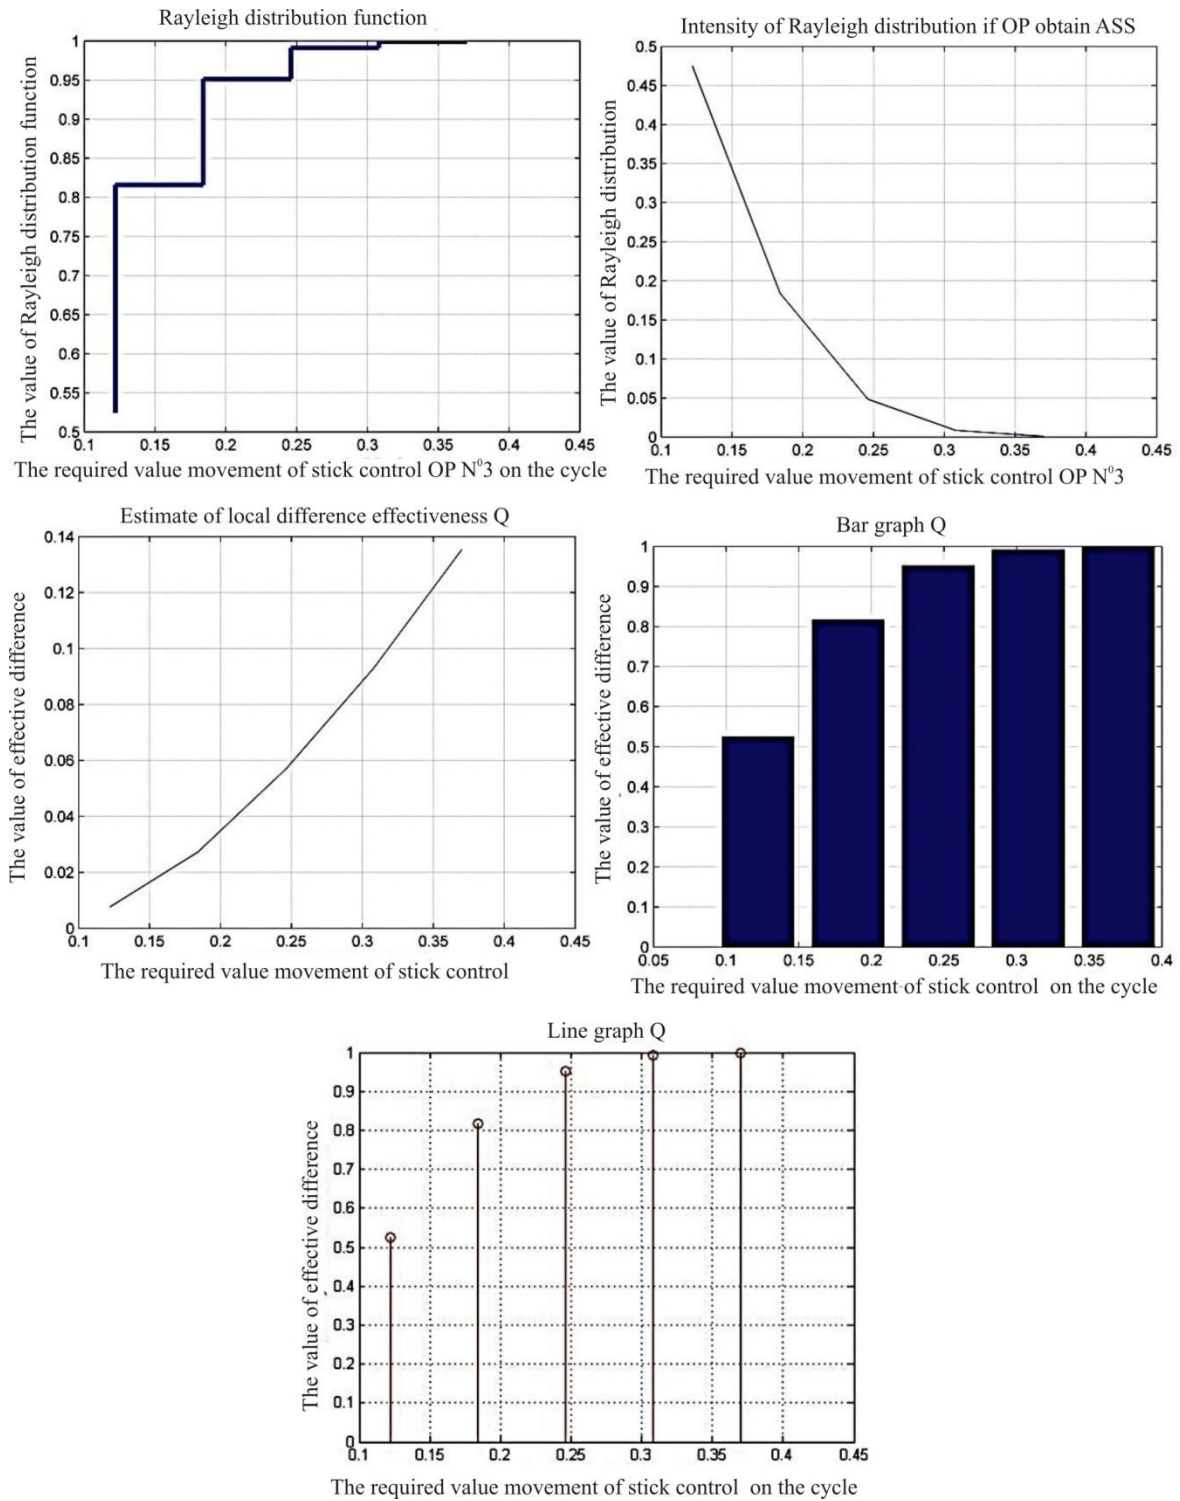 Rayleigh distribution function
The value of Rayleigh distribution function
1
0.95
0.9
0.85
0.8
0.75
0.7
0.65
0.6
0.55
0.5
0.1 0.15 0.2 0.25 0.3 0.35 0.4 0.45
The required value movement of stick control OP N⁰3 on the cycle
Intensity of Rayleigh distribution if OP obtain ASS
The value of Rayleigh distribution
0.5
0.45
0.4
0.35
0.3
0.25
0.2
0.15
0.1
0.05
0
0.1 0.15 0.2 0.25 0.3 0.35 0.4 0.45
The required value movement of stick control OP N⁰3
Estimate of local difference effectiveness Q
The value of effective difference
0.14
0.12
0.1
0.08
0.06
0.04
0.02
0
0.1 0.15 0.2 0.25 0.3 0.35 0.4 0.45
The required value movement of stick control
Bar graph Q
The value of effective difference
1
0.9
0.8
0.7
0.6
0.5
0.4
0.3
0.2
0.1
0
0.05 0.1 0.15 0.2 0.25 0.3 0.35 0.4
The required value movement of stick control on the cycle
Line graph Q
The value of effective difference
1
0.9
0.8
0.7
0.6
0.5
0.4
0.3
0.2
0.1
0
0.1 0.15 0.2 0.25 0.3 0.35 0.4 0.45
The required value movement of stick control on the cycle